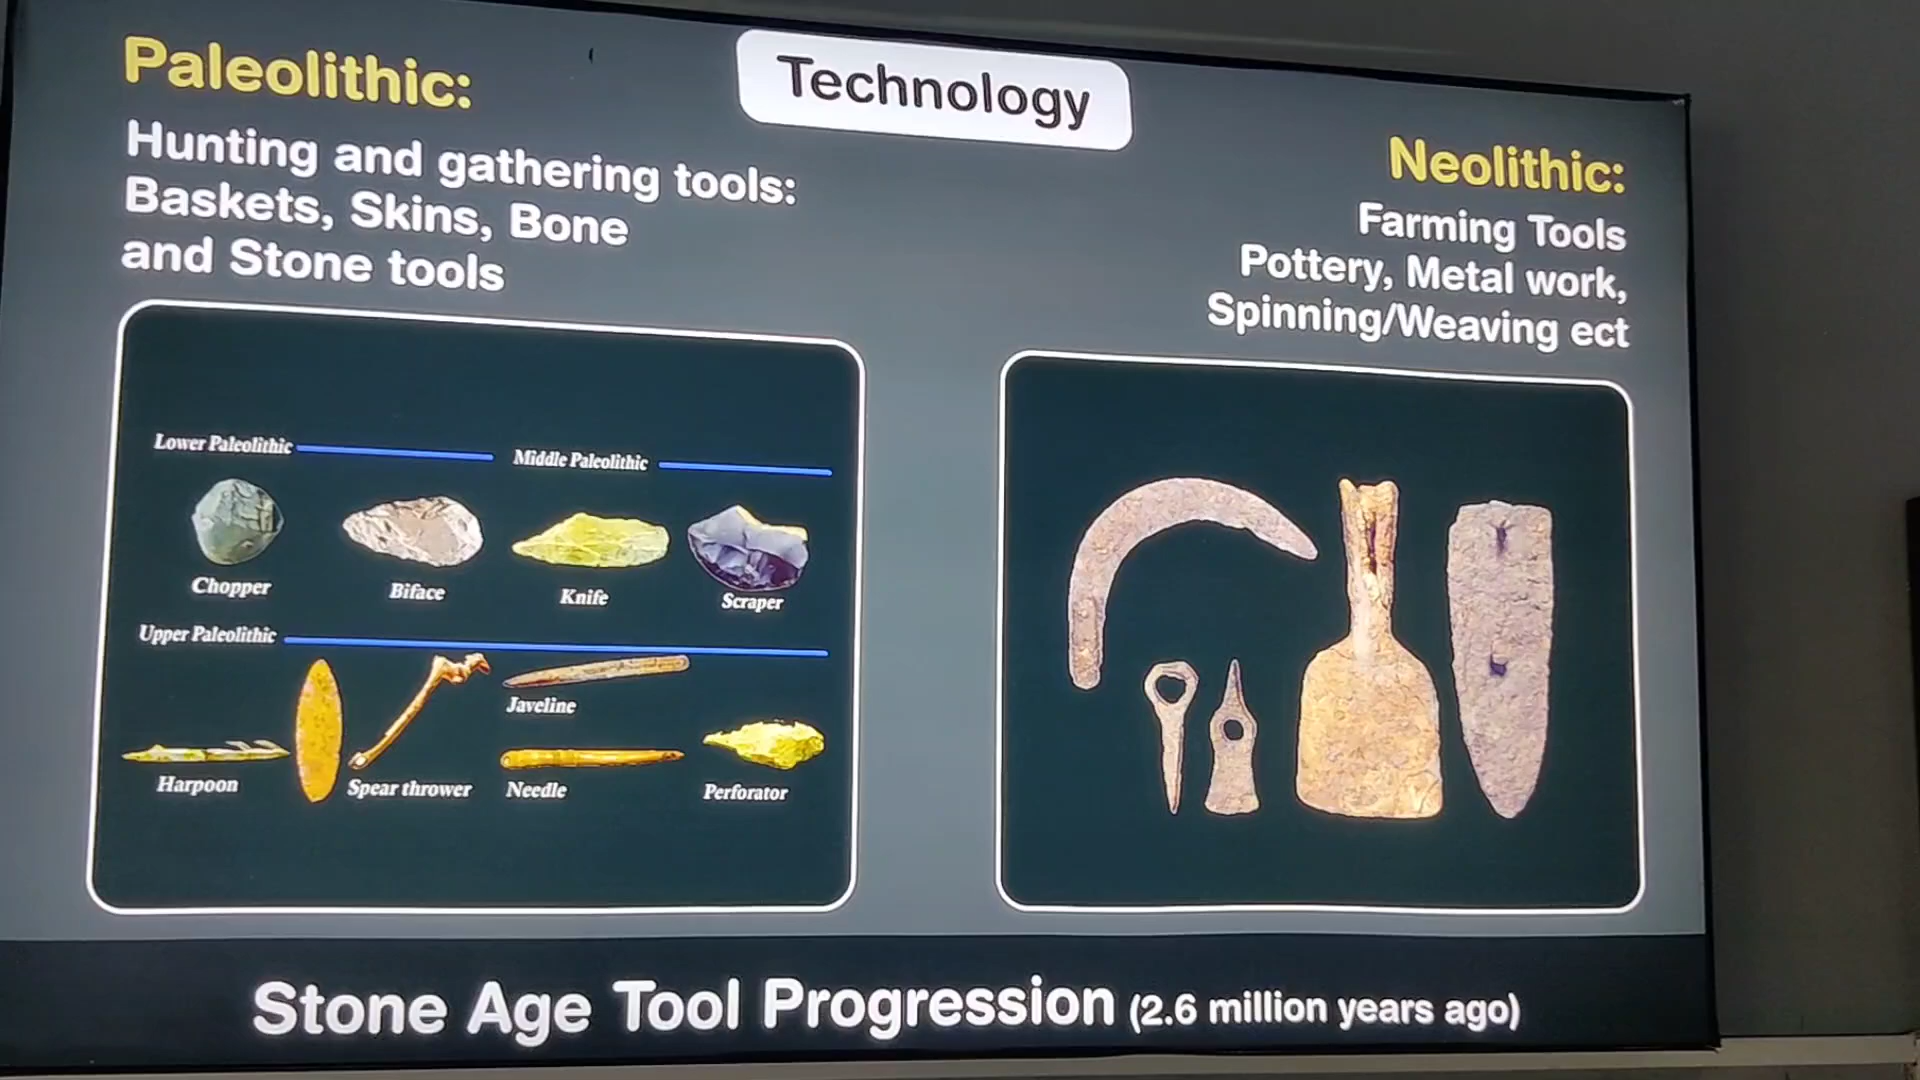 Technology
Paleolithic:
Hunting and gathering tools:
Baskets, Skins, Bone
and Stone tools
Lower Paleolithic
Middle Paleolithic
Chopper
Biface
Knife
Scraper
Upper Paleolithic
Javeline
Harpoon
Spear thrower
Needle
Perforator
Neolithic:
Farming Tools
Pottery, Metal work,
Spinning/Weaving ect
Stone Age Tool Progression (2.6 million years ago)